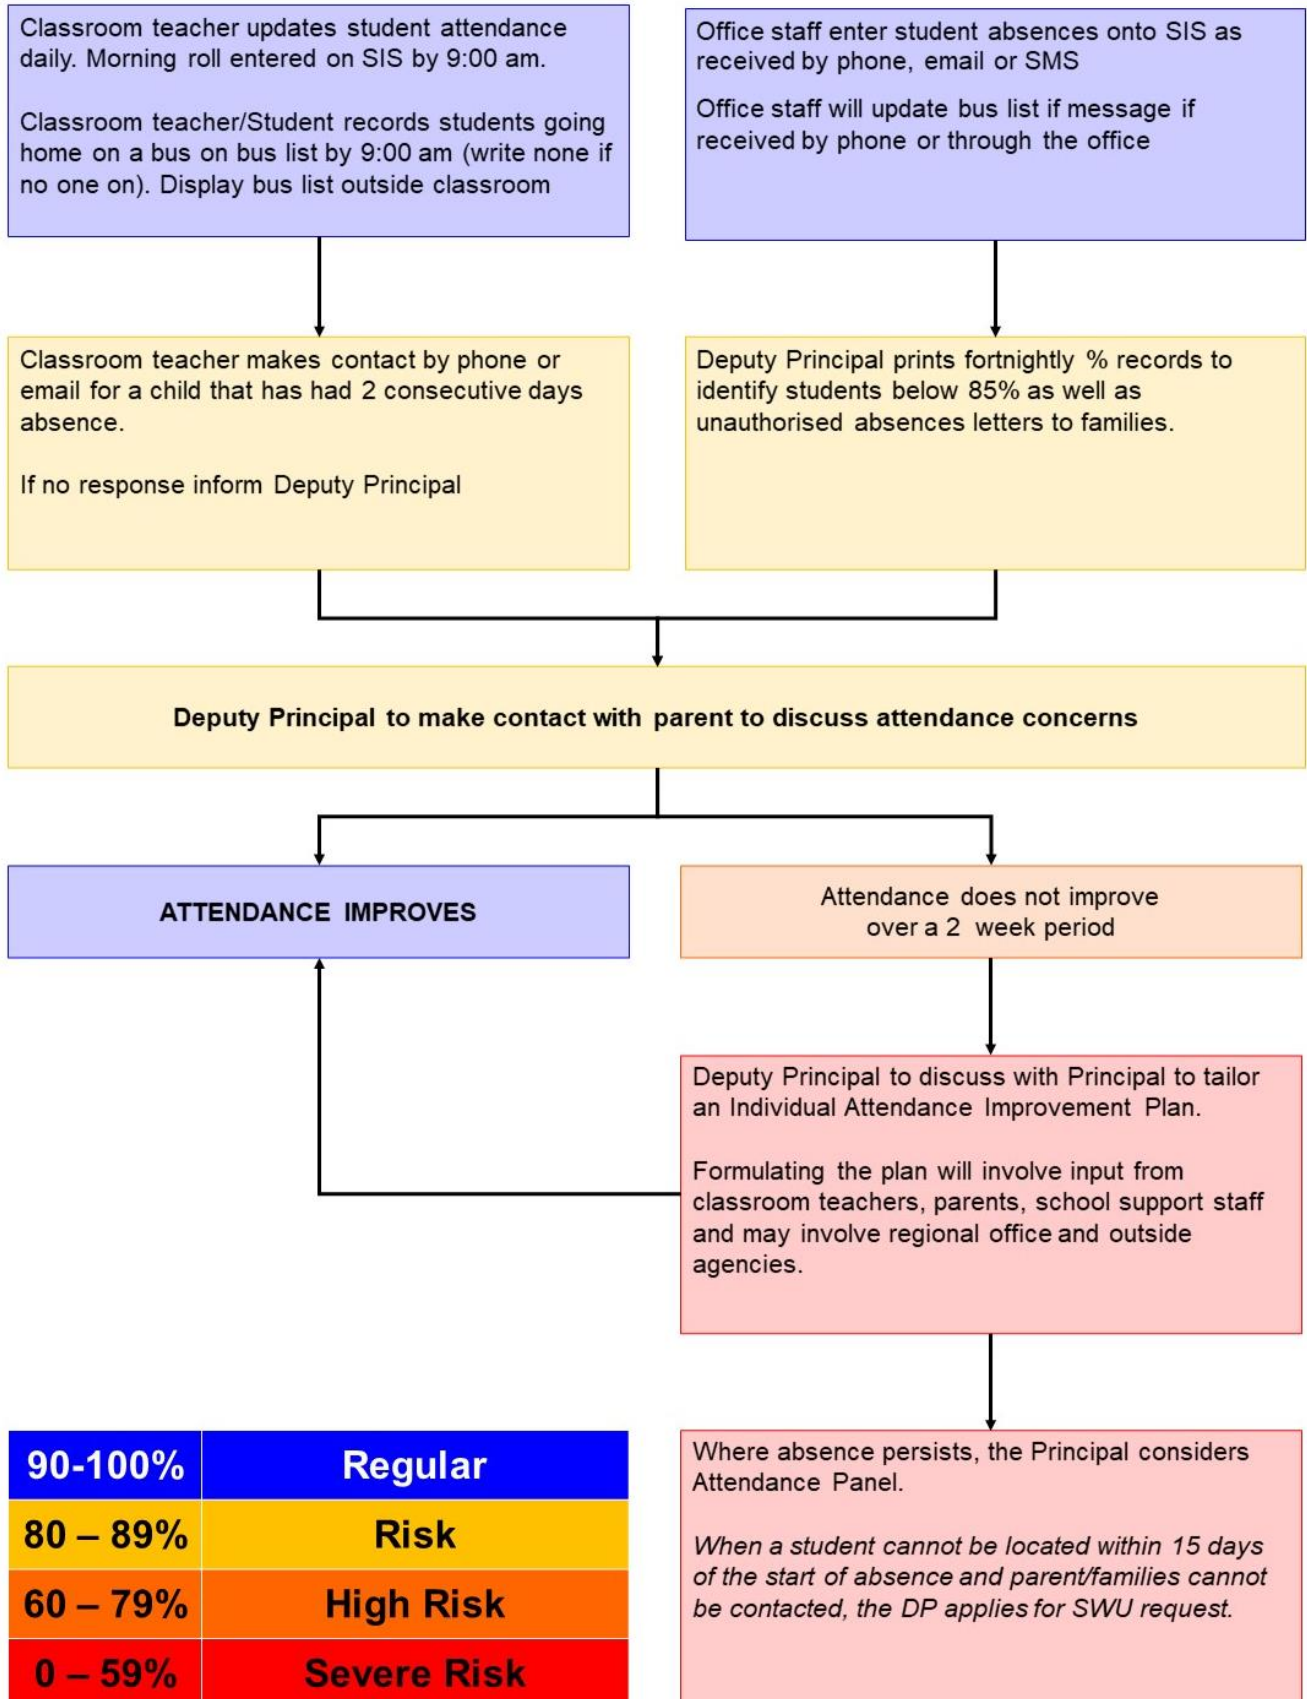 Classroom teacher updates student attendance
daily. Morning roll entered on SIS by 9:00 am.
Classroom teacher/Student records students going
home on a bus on bus list by 9:00 am (write none if
no one on). Display bus list outside classroom
Office staff enter student absences onto SIS as
received by phone, email or SMS
Office staff will update bus list if message if
received by phone or through the office
Classroom teacher makes contact by phone or
email for a child that has had 2 consecutive days
absence.
If no response inform Deputy Principal
Deputy Principal prints fortnightly % records to
identify students below 85% as well as
unauthorised absences letters to families.
Deputy Principal to make contact with parent to discuss attendance concerns
ATTENDANCE IMPROVES
Attendance does not improve
over a 2 week period
Deputy Principal to discuss with Principal to tailor
an Individual Attendance Improvement Plan.
Formulating the plan will involve input from
classroom teachers, parents, school support staff
and may involve regional office and outside
agencies.
90-100% Regular
80 – 89% Risk
60 – 79% High Risk
0 – 59% Severe Risk
Where absence persists, the Principal considers
Attendance Panel.
When a student cannot be located within 15 days
of the start of absence and parent/families cannot
be contacted, the DP applies for SWU request.